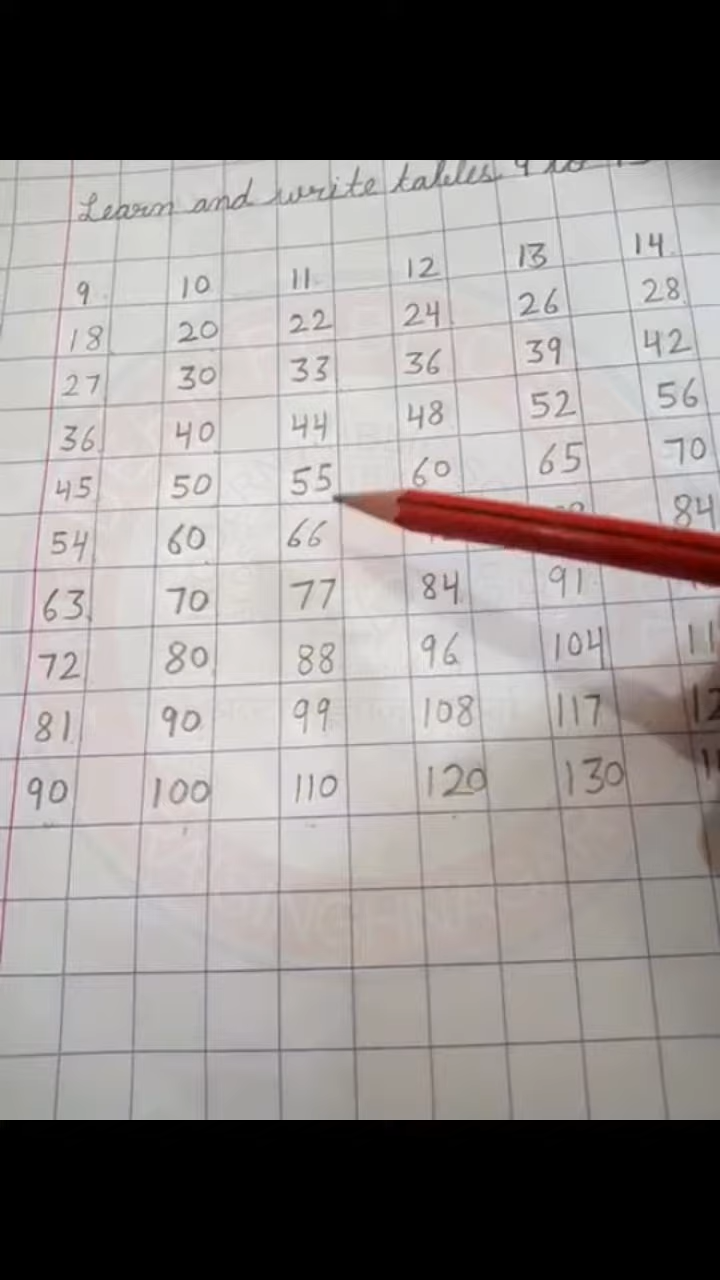 Learn and write tables 9 to
9 10 11 12 13 14
18 20 22 24 26 28
27 30 33 36 39 42
36 40 44 48 52 56
45 50 55 60 65 70
54 60 66 84
63 70 77 84 91
72 80 88 96 104
81 90 99 108 117
90 100 110 120 130